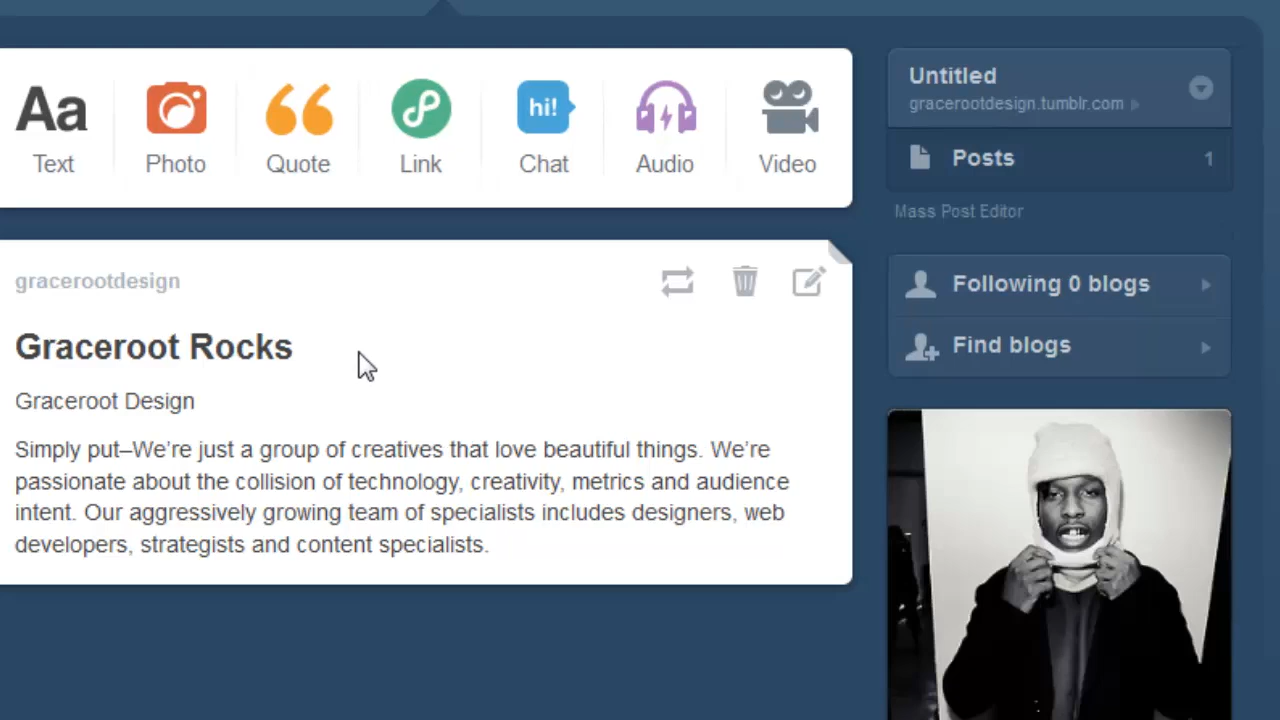 Aa
hi!
Text
Photo
Quote
Link
Chat
Audio
Video
Untitled
gracerootdesign.tumblr.com
Posts
1
Mass Post Editor
Following 0 blogs
Find blogs
gracerootdesign
Graceroot Rocks
Graceroot Design
Simply put–We're just a group of creatives that love beautiful things. We're
passionate about the collision of technology, creativity, metrics and audience
intent. Our aggressively growing team of specialists includes designers, web
developers, strategists and content specialists.